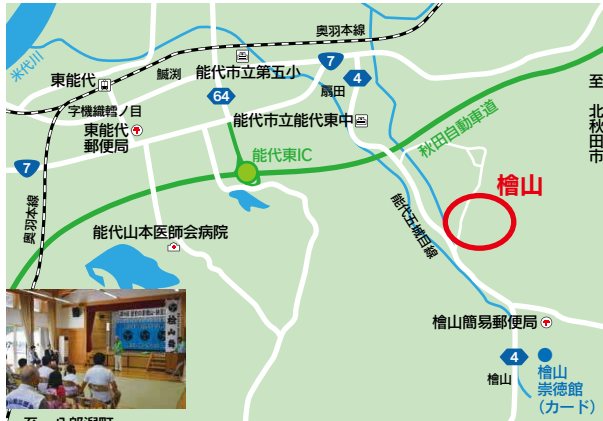 奥羽本線
米代川
東能代
鰄渕
能代市立第五小
7
4
扇田
64
字機織轌ノ目
東能代
郵便局
能代市立能代東中
秋田自動車道
至 北秋田市
能代東IC
7
奥羽本線
能代五城目線
檜山
能代山本医師会病院
檜山簡易郵便局
4
檜山
檜山
崇徳館
(カード)
檜山